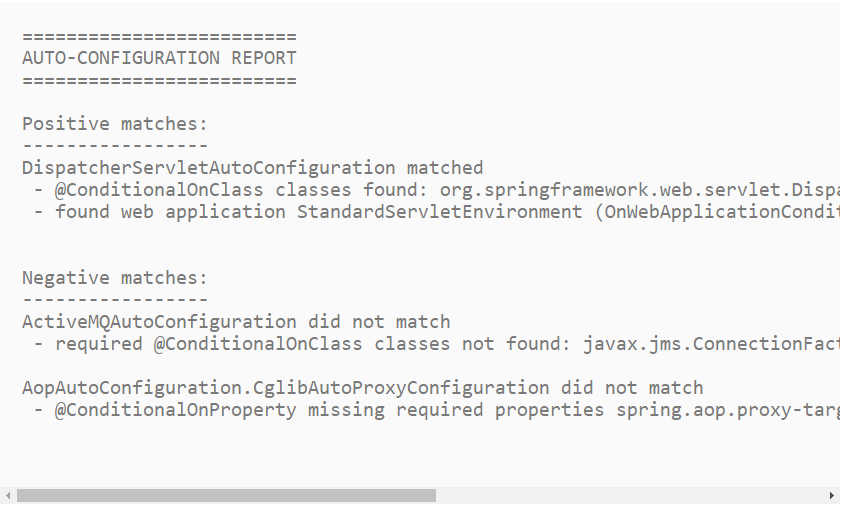 =========================
AUTO-CONFIGURATION REPORT
=========================
Positive matches:
-----------------
DispatcherServletAutoConfiguration matched
- @ConditionalOnClass classes found: org.springframework.web.servlet.Dispa
- found web application StandardServletEnvironment (OnWebApplicationCondit
Negative matches:
-----------------
ActiveMQAutoConfiguration did not match
- required @ConditionalOnClass classes not found: javax.jms.ConnectionFact
AopAutoConfiguration.CglibAutoProxyConfiguration did not match
- @ConditionalOnProperty missing required properties spring.aop.proxy-targ